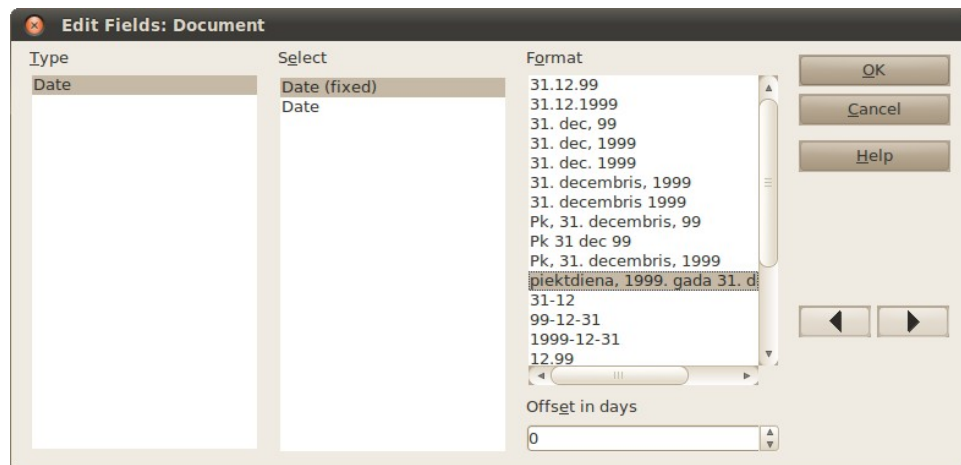 Edit Fields: Document
Type
Date
Select
Date (fixed)
Date
Format
31.12.99
31.12.1999
31. dec, 99
31. dec, 1999
31. dec. 1999
31. decembris, 1999
31. decembris 1999
Pk, 31. decembris, 99
Pk 31 dec 99
Pk, 31. decembris, 1999
piektdiena, 1999. gada 31. d
31-12
99-12-31
1999-12-31
12.99
Offset in days
0
OK
Cancel
Help